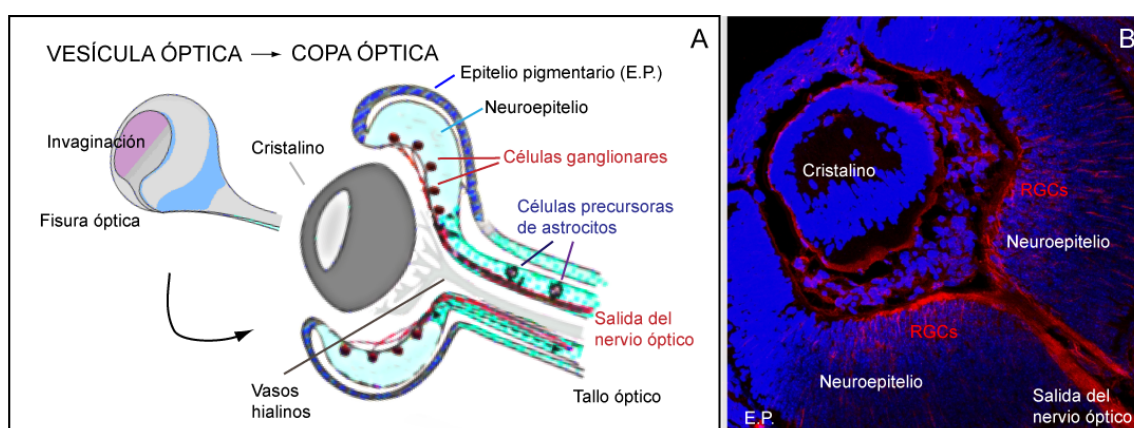 VESÍCULA ÓPTICA → COPA ÓPTICA
A
Epitelio pigmentario (E.P.)
Neuroepitelio
Invaginación
Cristalino
Células ganglionares
Fisura óptica
Células precursoras
de astrocitos
Salida del
nervio óptico
Vasos
hialinos
Tallo óptico
B
Cristalino
RGCs
Neuroepitelio
RGCs
Neuroepitelio
Salida del
nervio óptico
E.P.